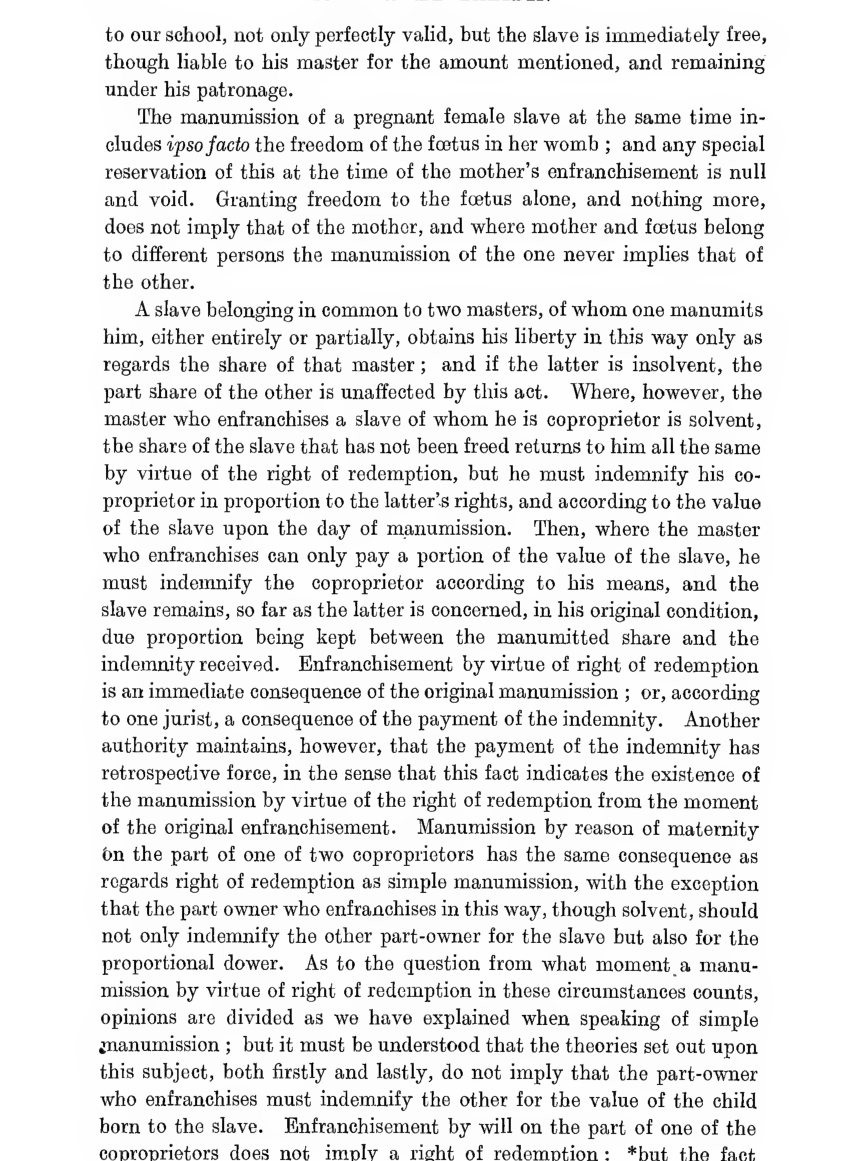 to our school, not only perfectly valid, but the slave is immediately free,
though liable to his master for the amount mentioned, and remaining
under his patronage.
The manumission of a pregnant female slave at the same time in-
cludes ipso facto the freedom of the fœtus in her womb ; and any special
reservation of this at the time of the mother's enfranchisement is null
and void. Granting freedom to the fœtus alone, and nothing more,
does not imply that of the mother, and where mother and fœtus belong
to different persons the manumission of the one never implies that of
the other.
A slave belonging in common to two masters, of whom one manumits
him, either entirely or partially, obtains his liberty in this way only as
regards the share of that master ; and if the latter is insolvent, the
part share of the other is unaffected by this act. Where, however, the
master who enfranchises a slave of whom he is coproprietor is solvent,
the share of the slave that has not been freed returns to him all the same
by virtue of the right of redemption, but he must indemnify his co-
proprietor in proportion to the latter's rights, and according to the value
of the slave upon the day of manumission. Then, where the master
who enfranchises can only pay a portion of the value of the slave, he
must indemnify the coproprietor according to his means, and the
slave remains, so far as the latter is concerned, in his original condition,
due proportion being kept between the manumitted share and the
indemnity received. Enfranchisement by virtue of right of redemption
is an immediate consequence of the original manumission ; or, according
to one jurist, a consequence of the payment of the indemnity. Another
authority maintains, however, that the payment of the indemnity has
retrospective force, in the sense that this fact indicates the existence of
the manumission by virtue of the right of redemption from the moment
of the original enfranchisement. Manumission by reason of maternity
on the part of one of two coproprietors has the same consequence as
regards right of redemption as simple manumission, with the exception
that the part owner who enfranchises in this way, though solvent, should
not only indemnify the other part-owner for the slave but also for the
proportional dower. As to the question from what moment a manu-
mission by virtue of right of redemption in these circumstances counts,
opinions are divided as we have explained when speaking of simple
manumission ; but it must be understood that the theories set out upon
this subject, both firstly and lastly, do not imply that the part-owner
who enfranchises must indemnify the other for the value of the child
born to the slave. Enfranchisement by will on the part of one of the
coproprietors does not imply a right of redemption : *but the fact